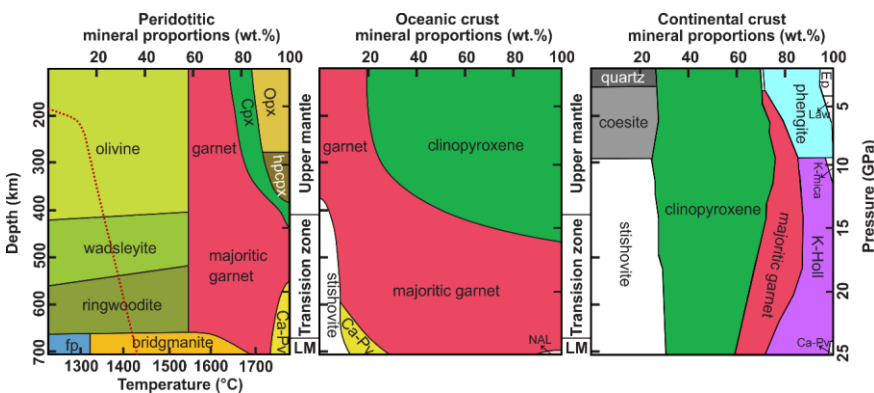 Peridotitic
mineral proportions (wt.%)
Oceanic crust
mineral proportions (wt.%)
Continental crust
mineral proportions (wt.%)
20 40 60 80 100
20 40 60 80 100
20 40 60 80 100
Depth (km)
200
300
400
500
600
700
olivine
wadsleyite
ringwoodite
fp
bridgmanite
garnet
majoritic
garnet
Cpx
Opx
hpcpx
Ca-Pv
1300 1400 1500 1600 1700
Temperature (°C)
Upper mantle
Transition zone
LM
garnet
clinopyroxene
majoritic garnet
stishovite
Ca-Pv
NAL
Upper mantle
Transition zone
LM
quartz
coesite
stishovite
clinopyroxene
majoritic garnet
phengite
Ep
Law
K-mica
K-Holl
Ca-Pv
5
10
15
20
25
Pressure (GPa)